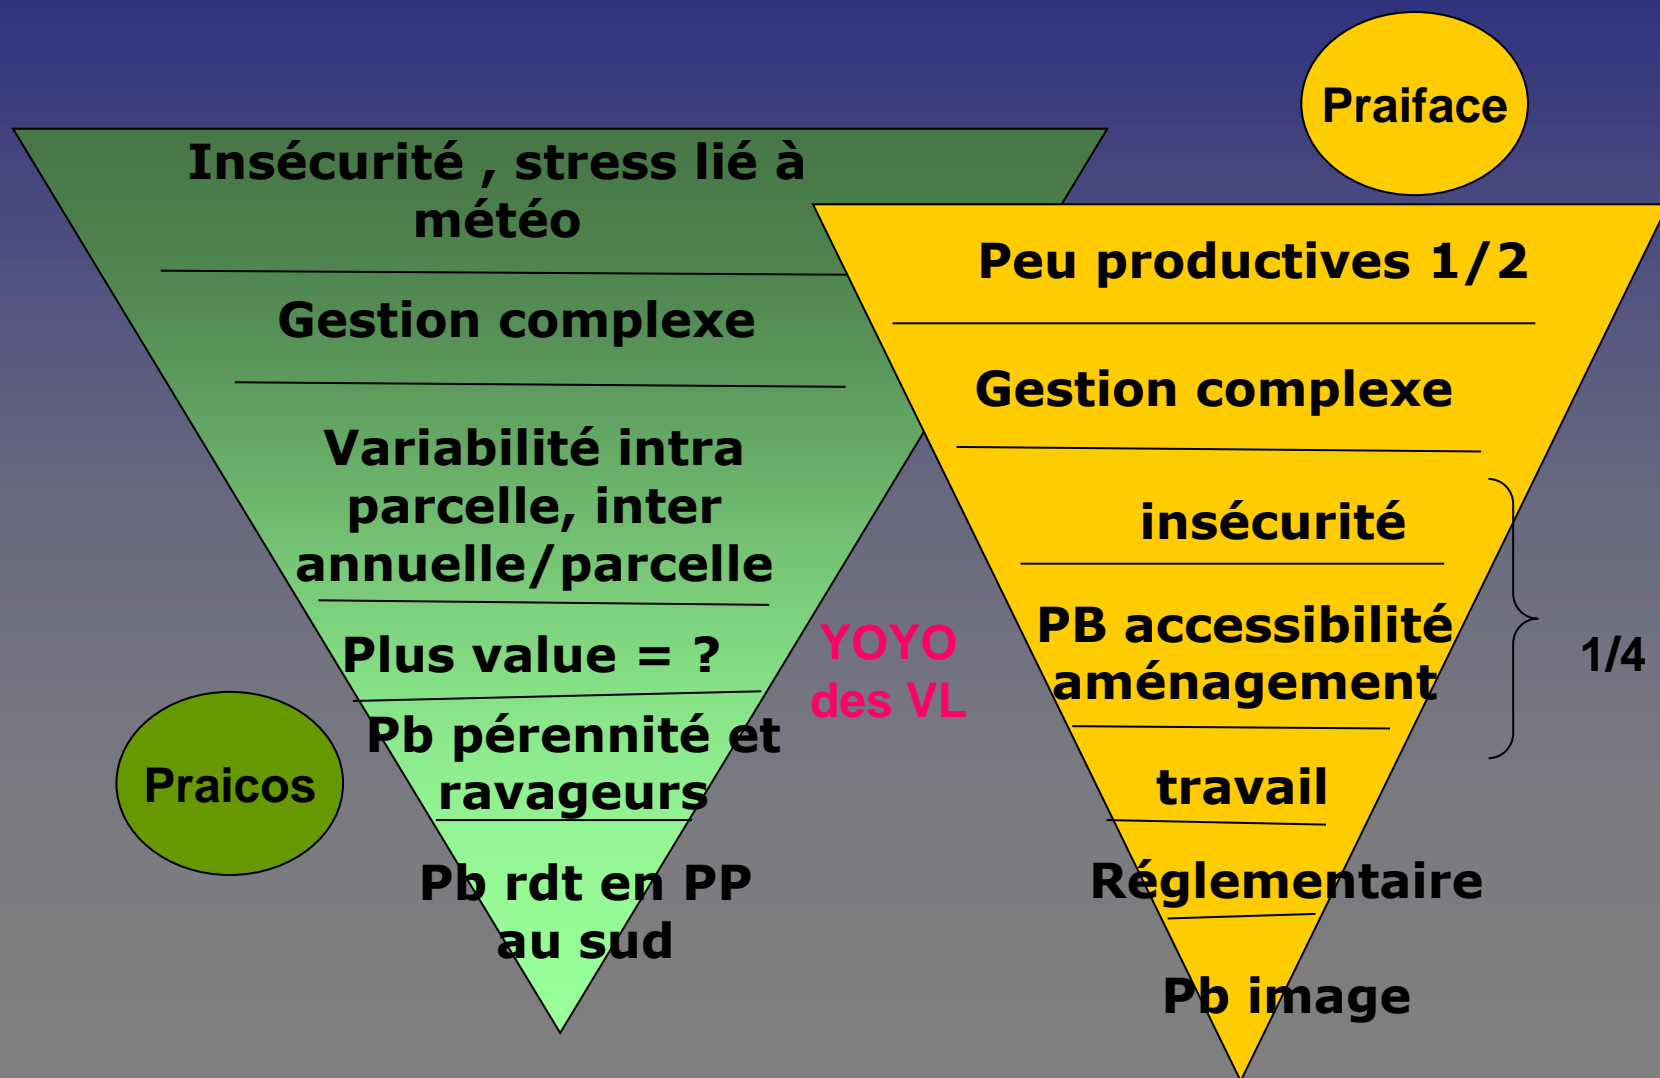 Praiface
Insécurité , stress lié à
météo
Gestion complexe
Variabilité intra
parcelle, inter
annuelle/parcelle
Plus value = ?
Pb pérennité et
ravageurs
Pb rdt en PP
au sud
Praicos
YOYO
des VL
Peu productives 1/2
Gestion complexe
insécurité
PB accessibilité
aménagement
travail
Réglementaire
Pb image
1/4